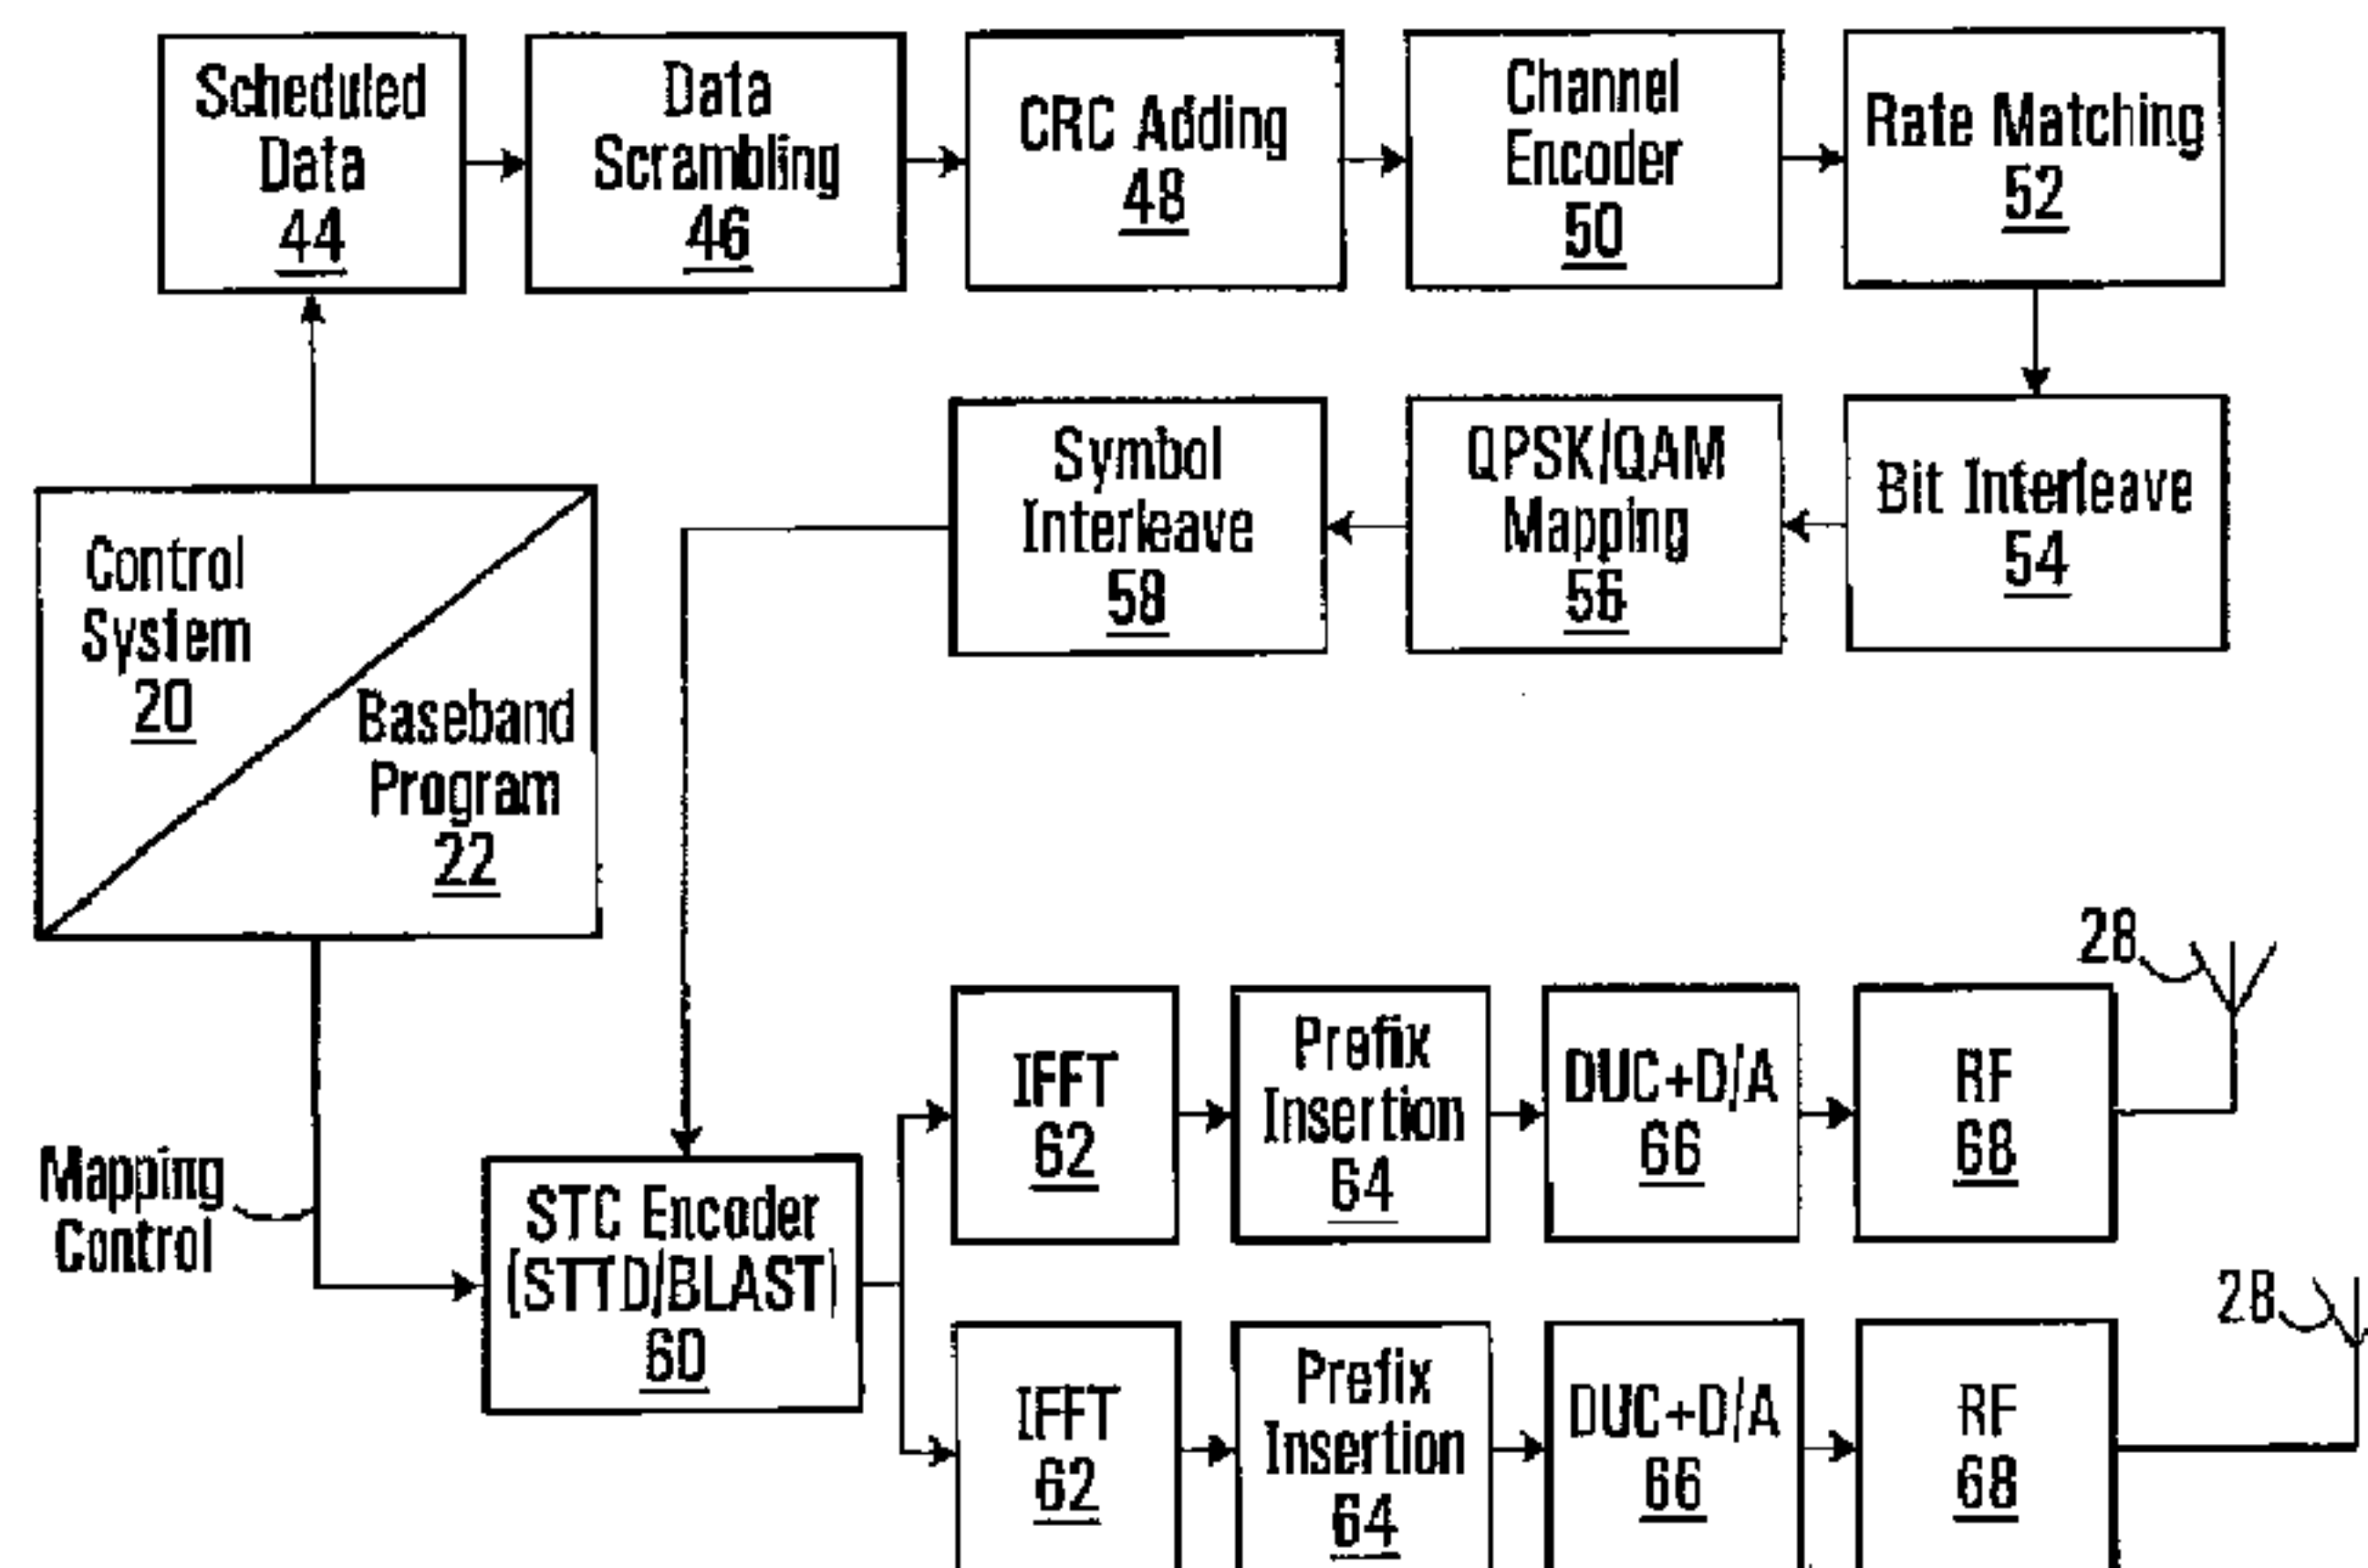 Scheduled
Data
44
Data
Scrambling
46
CRC Adding
48
Channel
Encoder
50
Rate Matching
52
Symbol
Interleave
58
QPSK/QAM
Mapping
56
Bit Interleave
54
Control
System
20
Baseband
Program
22
Mapping
Control
STC Encoder
(STTD/BLAST)
60
IFFT
62
Prefix
Insertion
64
DUC+D/A
66
RF
68
28
IFFT
62
Prefix
Insertion
64
DUC+D/A
66
RF
68
28